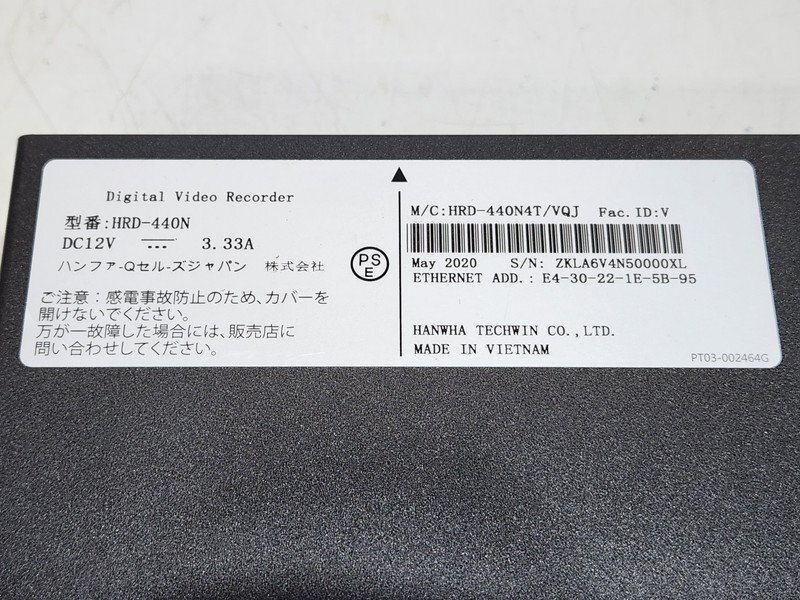 Digital Video Recorder
型番:HRD-440N
DC12V 3.33A
ハンファ-Qセル-ズジャパン 株式会社
PS
E
ご注意：感電事故防止のため、カバーを
開けないでください。
万が一故障した場合には、販売店に
問い合わせしてください。
M/C:HRD-440N4T/VQJ Fac. ID:V
May 2020 S/N: ZKLA6V4N50000XL
ETHERNET ADD.: E4-30-22-1E-5B-95
HANWHA TECHWIN CO.,LTD.
MADE IN VIETNAM
PT03-002464G